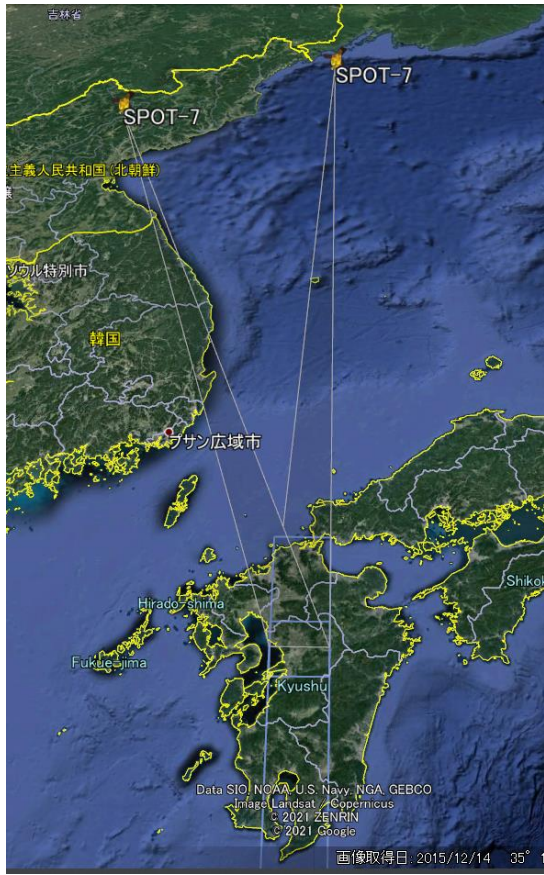 吉林省
SPOT-7
SPOT-7
主義人民共和国(北朝鮮)
ソウル特別市
韓国
プサン広域市
Hirado-shima
Shikok
Fukuejima
Kyushu
Data SIO, NOAA, U.S. Navy, NGA, GEBCO
Image Landsat / Copernicus
© 2021 ZENRIN
© 2021 Google
画像取得日: 2015/12/14 35°